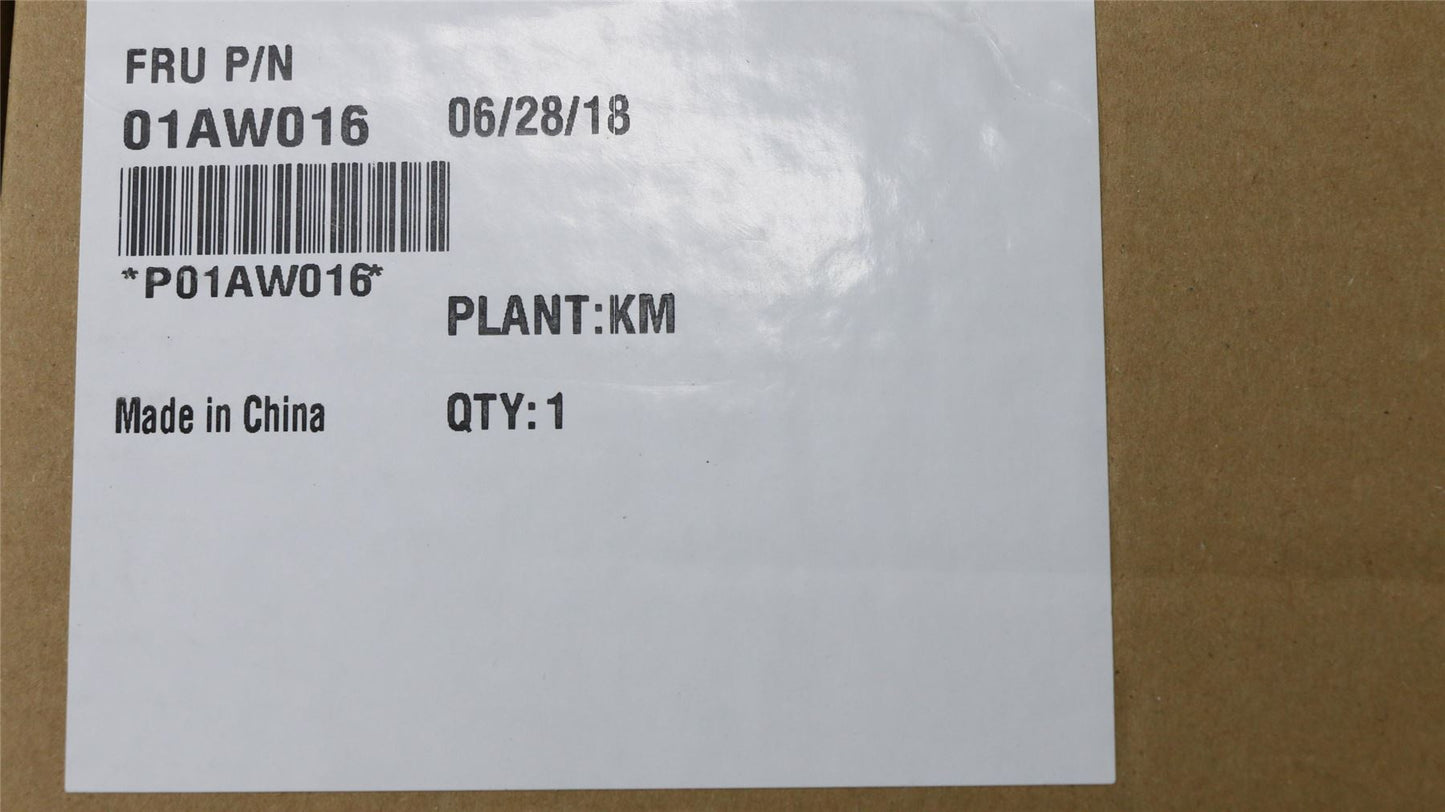 FRU P/N
01AW016
06/28/18
*P01AW016*
PLANT:KM
Made in China
QTY: 1